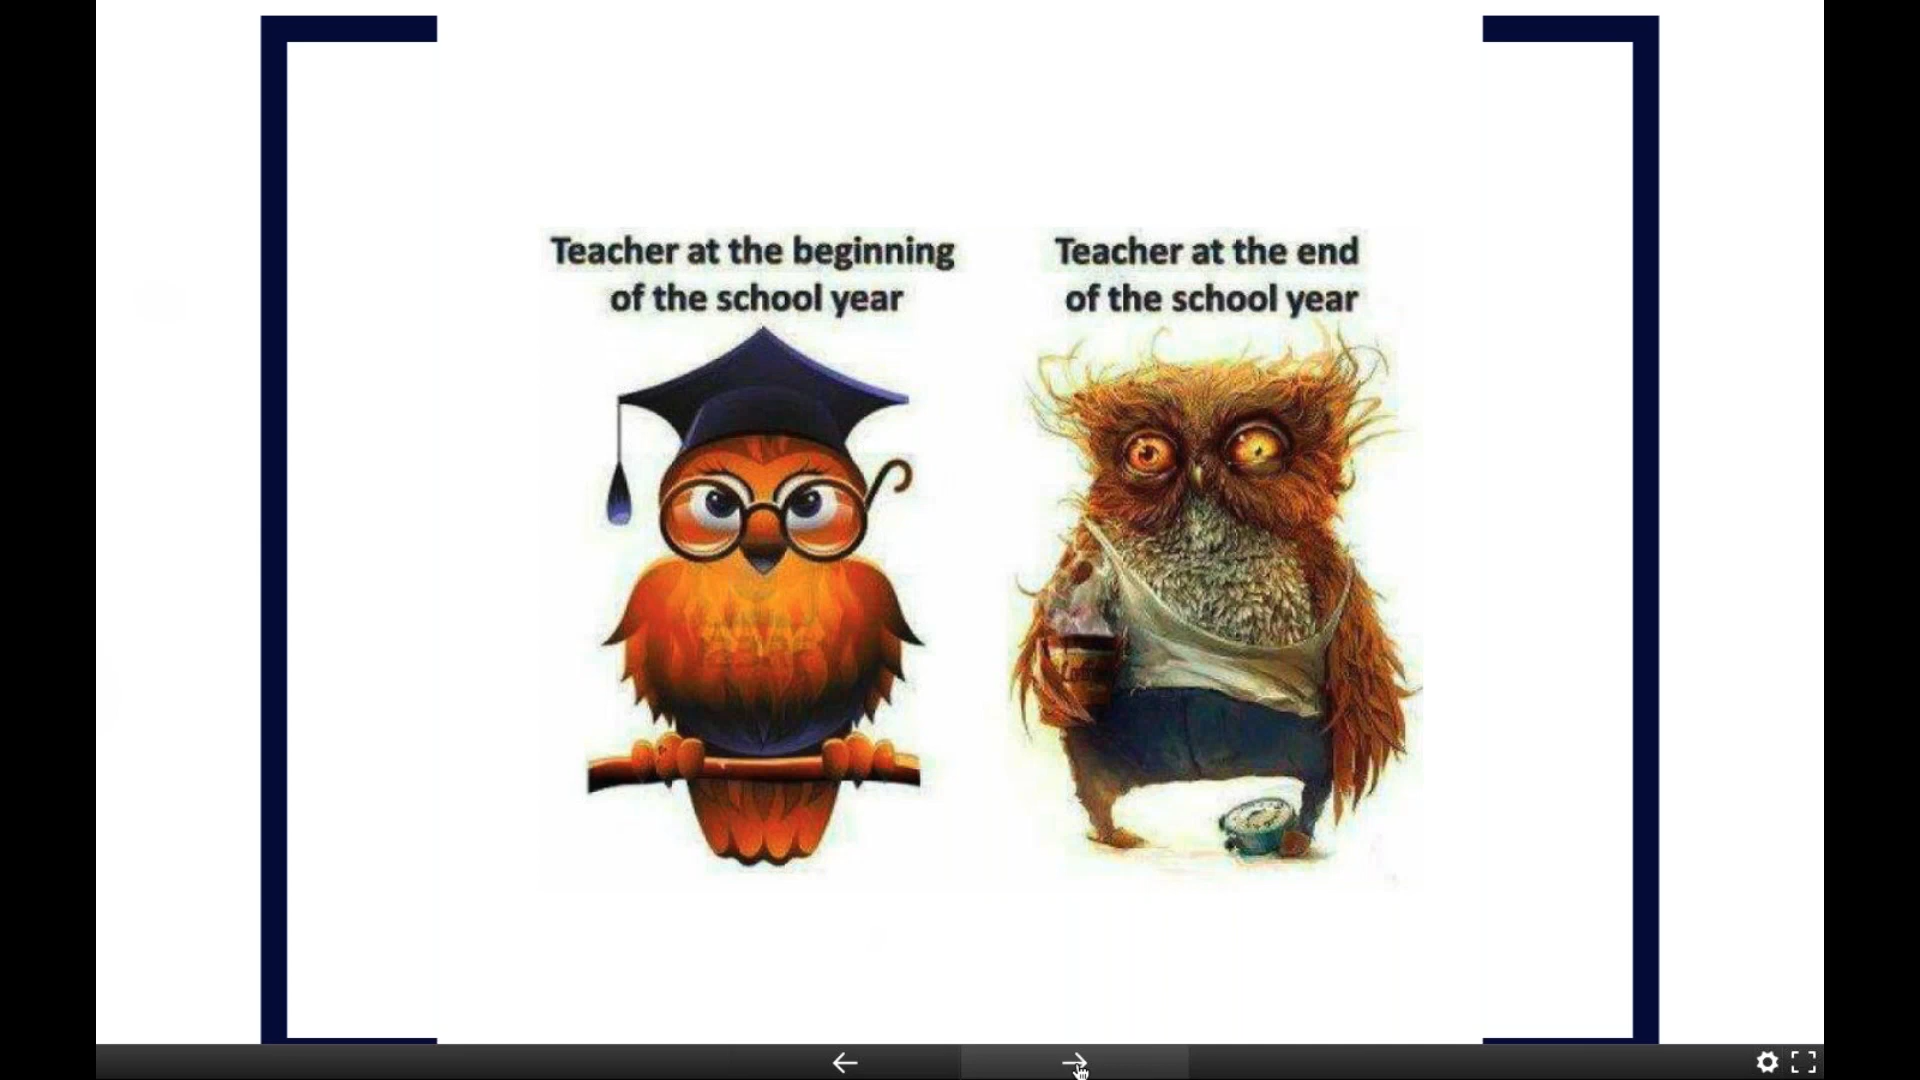 Teacher at the beginning
of the school year
Teacher at the end
of the school year